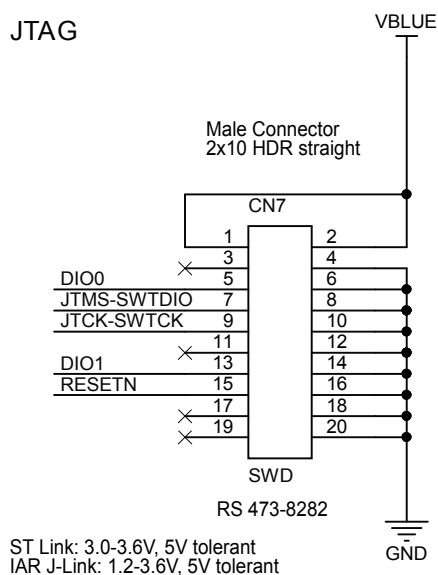 JTAG
VBLUE
Male Connector
2x10 HDR straight
CN7
1 2
3 4
DIO0 5 6
JTMS-SWTDIO 7 8
JTCK-SWTCK 9 10
11 12
DIO1 13 14
RESETN 15 16
17 18
19 20
SWD
RS 473-8282
GND
ST Link: 3.0-3.6V, 5V tolerant
IAR J-Link: 1.2-3.6V, 5V tolerant